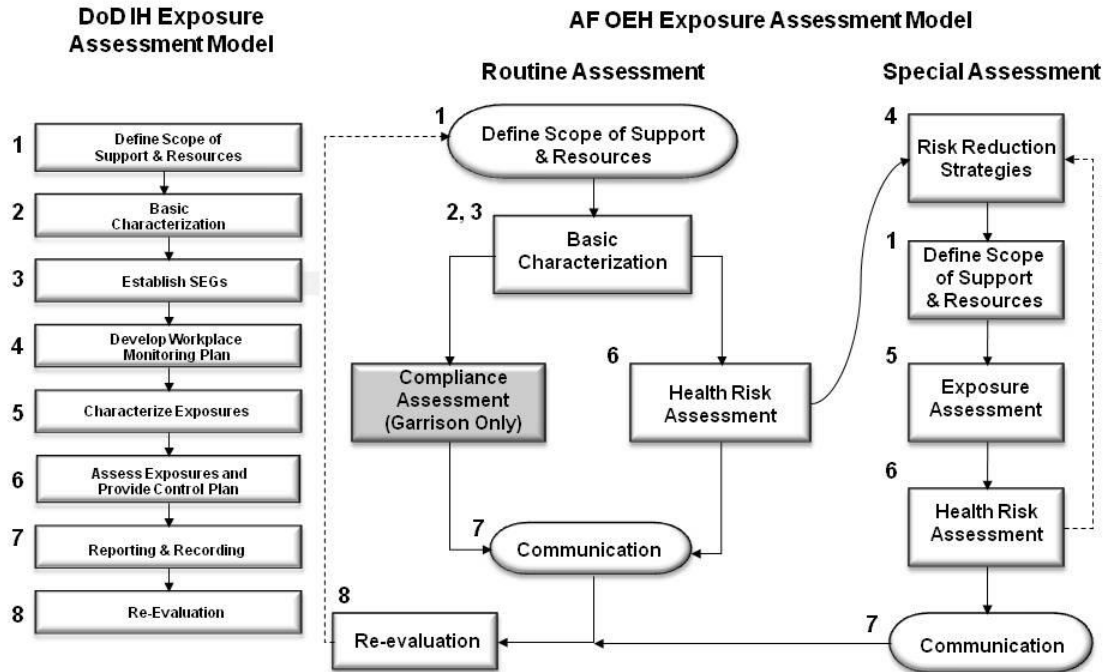 DoD IH Exposure
Assessment Model
1
Define Scope of
Support & Resources
2
Basic
Characterization
3
Establish SEGs
4
Develop Workplace
Monitoring Plan
5
Characterize Exposures
6
Assess Exposures and
Provide Control Plan
7
Reporting & Recording
8
Re-Evaluation
AF OEH Exposure Assessment Model
Routine Assessment
1
Define Scope of Support
& Resources
2, 3
Basic
Characterization
Compliance
Assessment
(Garrison Only)
6
Health Risk
Assessment
7
Communication
8
Re-evaluation
Special Assessment
4
Risk Reduction
Strategies
1
Define Scope
of Support
& Resources
5
Exposure
Assessment
6
Health Risk
Assessment
7
Communication